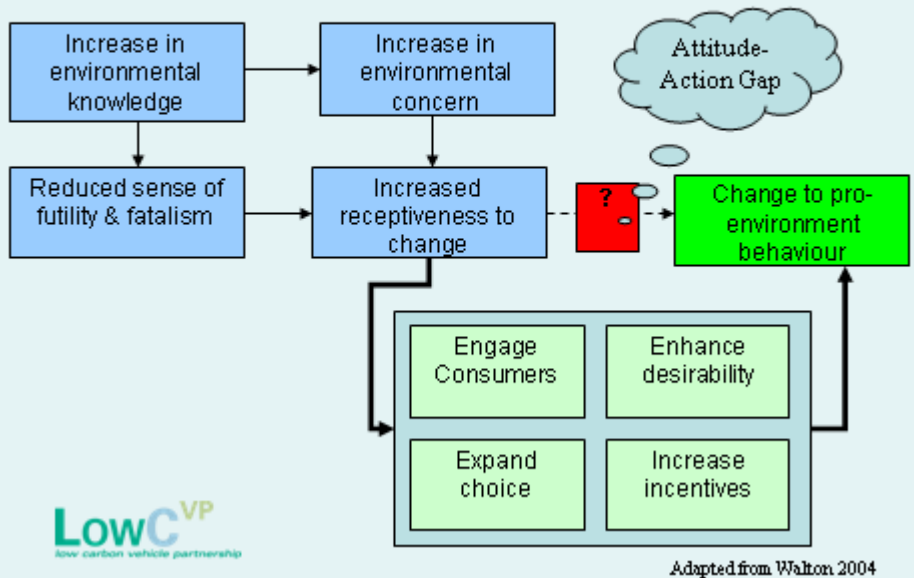 Increase in
environmental
knowledge
Increase in
environmental
concern
Attitude-
Action Gap
Reduced sense of
futility & fatalism
Increased
receptiveness to
change
?
Change to pro-
environment
behaviour
Engage
Consumers
Enhance
desirability
Expand
choice
Increase
incentives
LowC VP
low carbon vehicle partnership
Adapted from Walton 2004